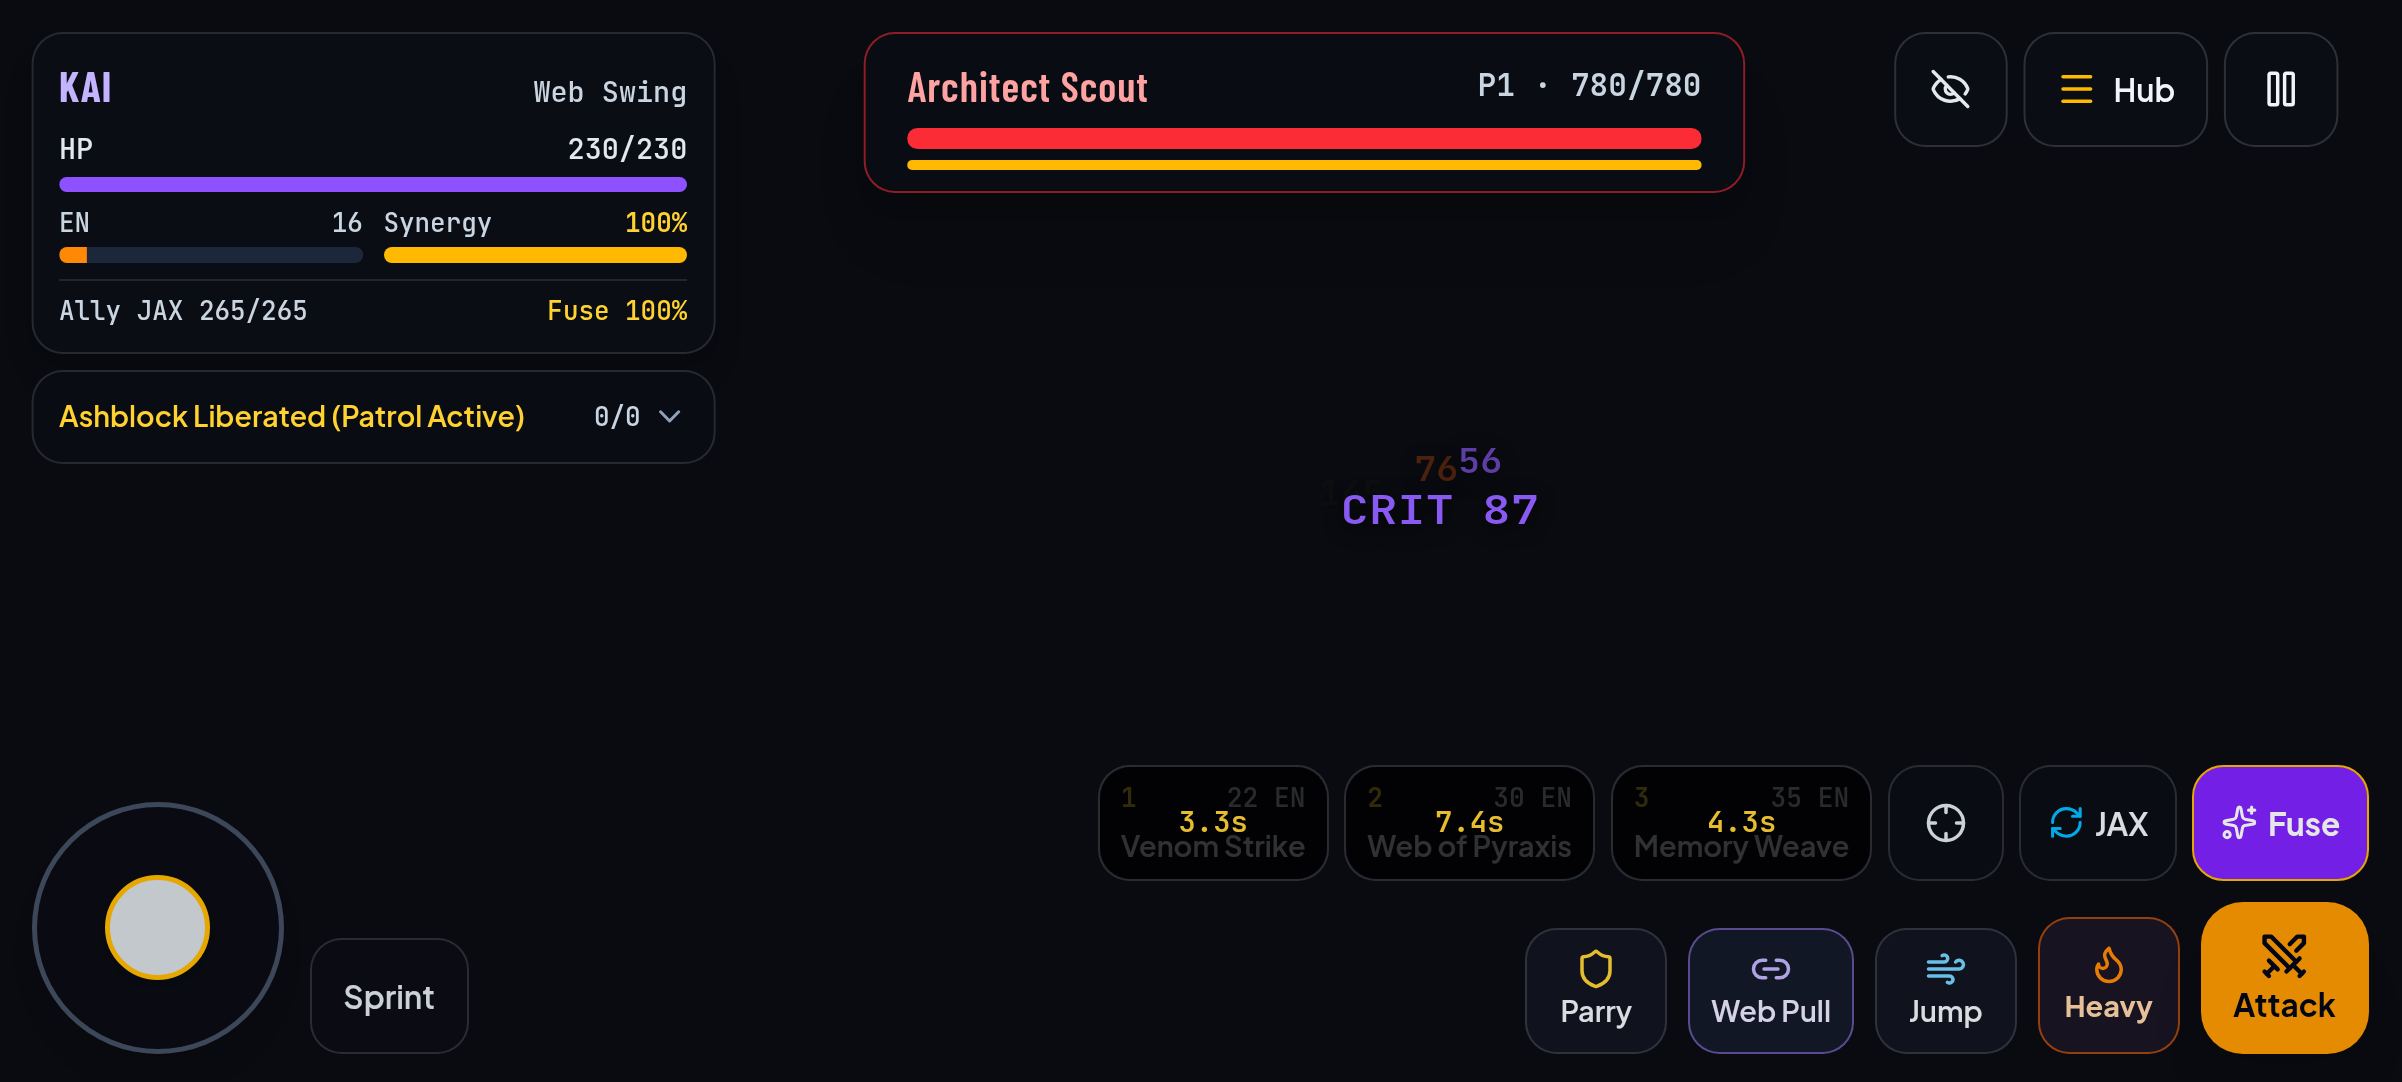 KAI
Web Swing
HP 230/230
EN 16 Synergy 100%
Ally JAX 265/265 Fuse 100%
Ashblock Liberated (Patrol Active) 0/0
Architect Scout P1 · 780/780
Hub
76 56
CRIT 87
1 22 EN
3.3s
Venom Strike
2 30 EN
7.4s
Web of Pyraxis
3 35 EN
4.3s
Memory Weave
JAX
Fuse
Sprint
Parry
Web Pull
Jump
Heavy
Attack